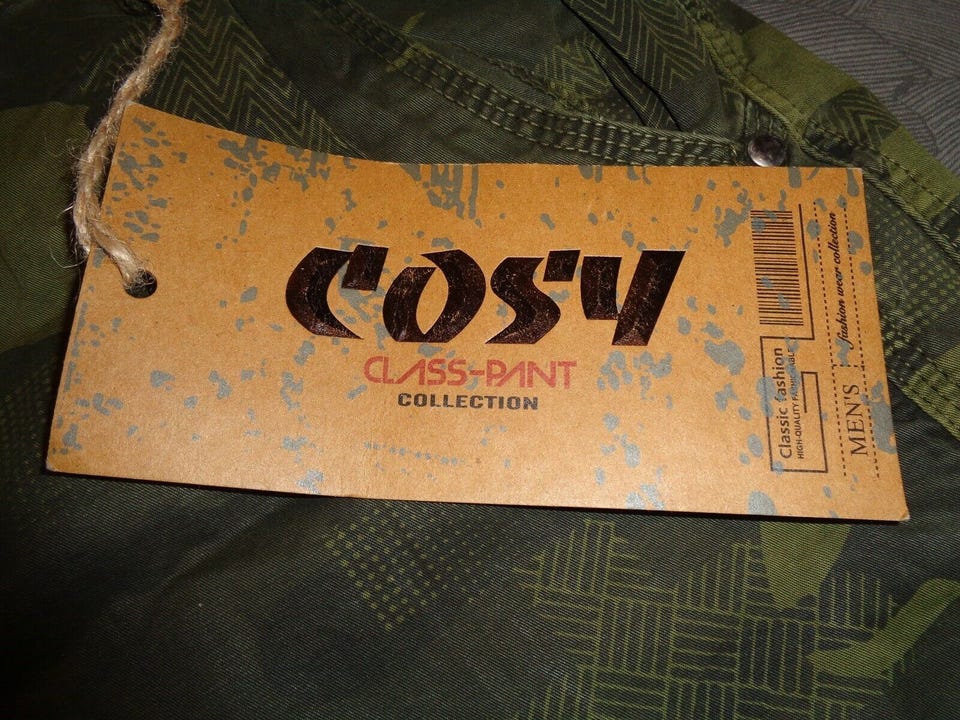 COSY
CLASS-PANT
COLLECTION
Classic fashion
HIGH-QUALITY FASHIONABLE
MEN'S
fashion wear collection